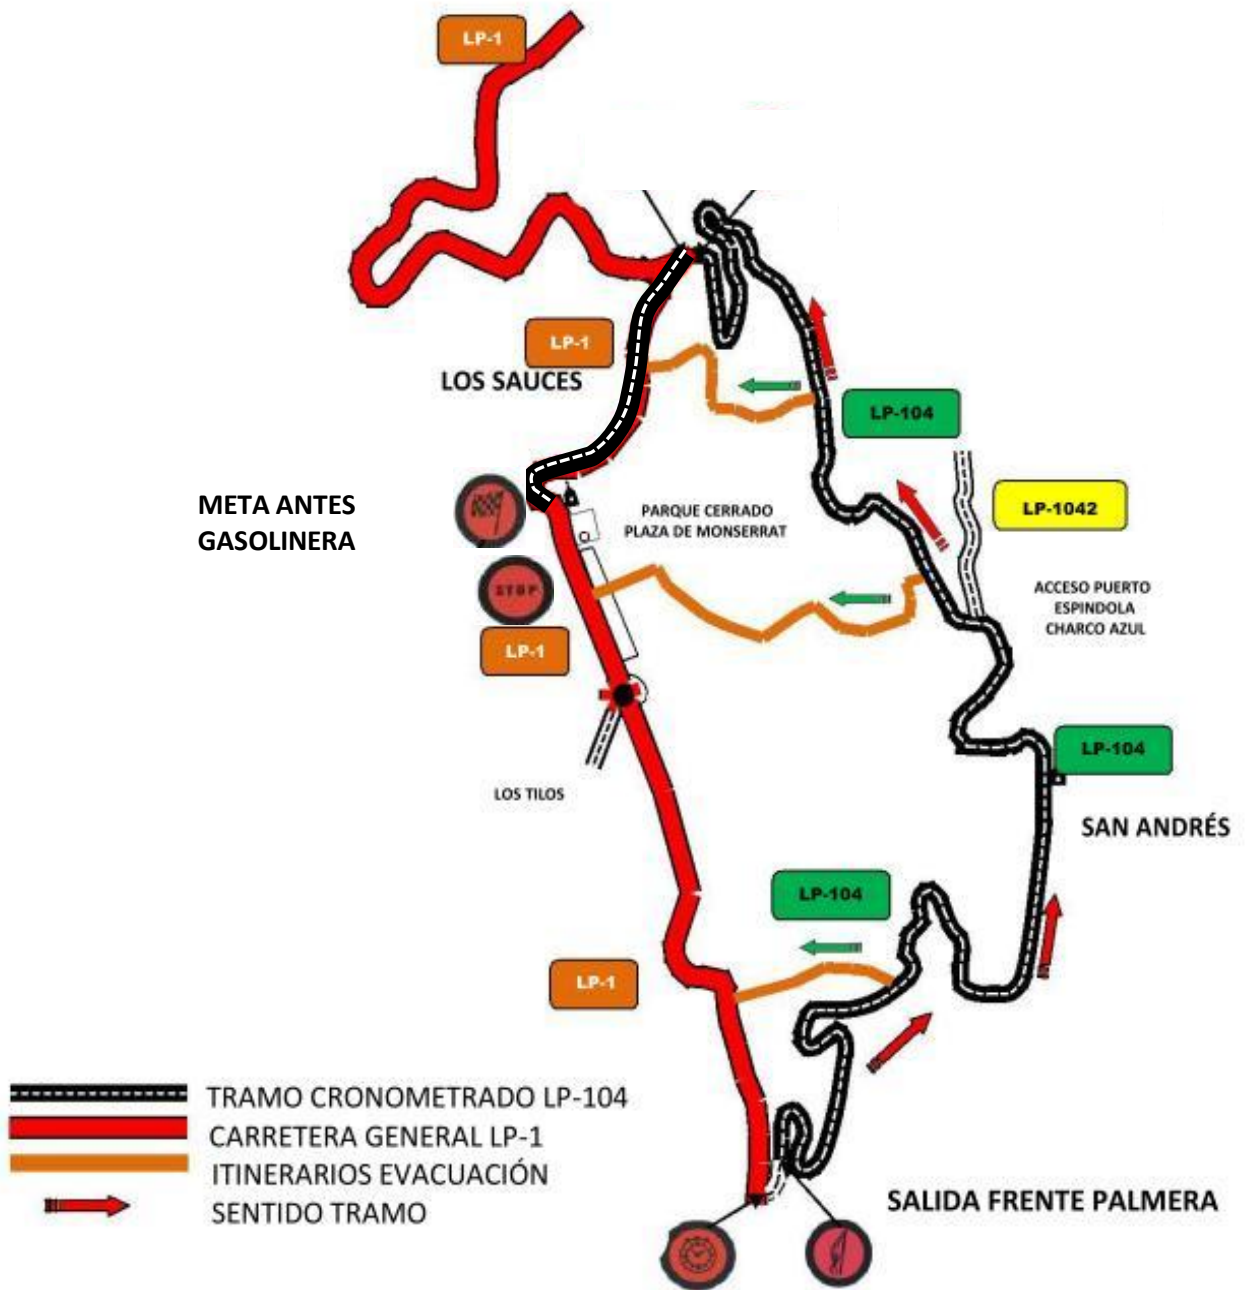 LP-1
LP-1
LOS SAUCES
LP-104
META ANTES
GASOLINERA
PARQUE CERRADO
PLAZA DE MONSERRAT
LP-1042
STOP
ACCESO PUERTO
ESPINDOLA
CHARCO AZUL
LP-1
LP-104
LOS TILOS
SAN ANDRÉS
LP-104
LP-1
TRAMO CRONOMETRADO LP-104
CARRETERA GENERAL LP-1
ITINERARIOS EVACUACIÓN
SENTIDO TRAMO
SALIDA FRENTE PALMERA